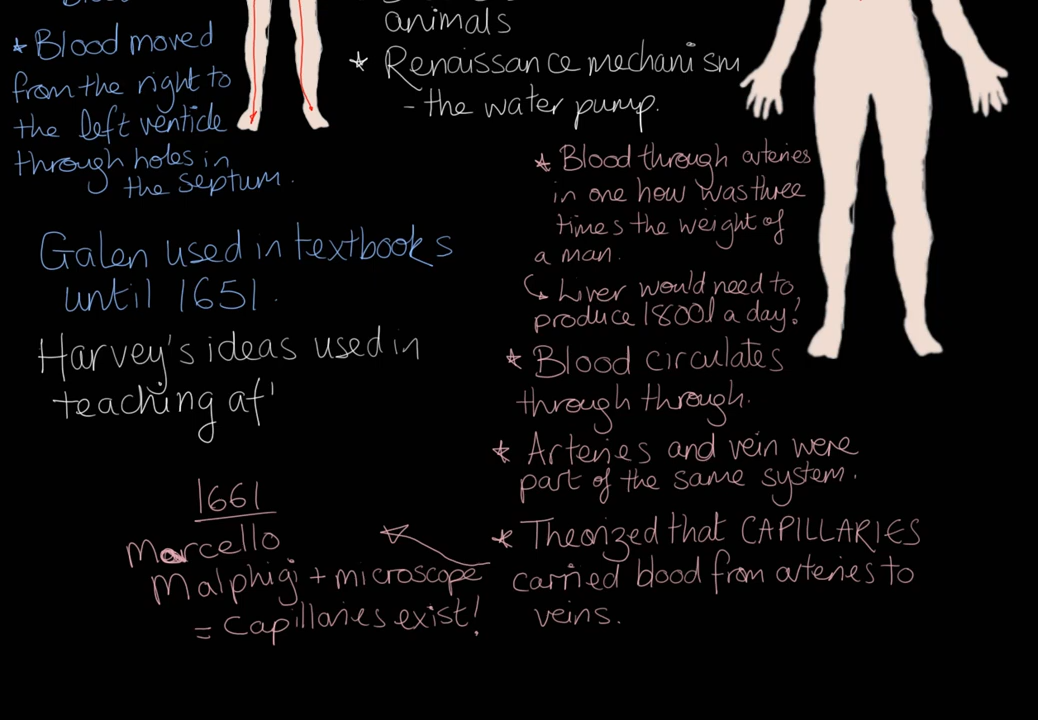 ★ Blood moved
from the right to
the left venticle
through holes in
the septum.
Galen used in textbooks
until 1651.
Harvey's ideas used in
teaching af
1661
Marcello
Malphigi + microscope
= Capillaries exist!
animals
★ Renaissance mechanism
- the water pump.
★ Blood through arteries
in one how was three
times the weight of
a man.
↳ Liver would need to
produce 1800l a day!
★ Blood circulates
through through.
★ Arteries and vein were
part of the same system.
★ Theorized that CAPILLARIES
carried blood from arteries to
veins.